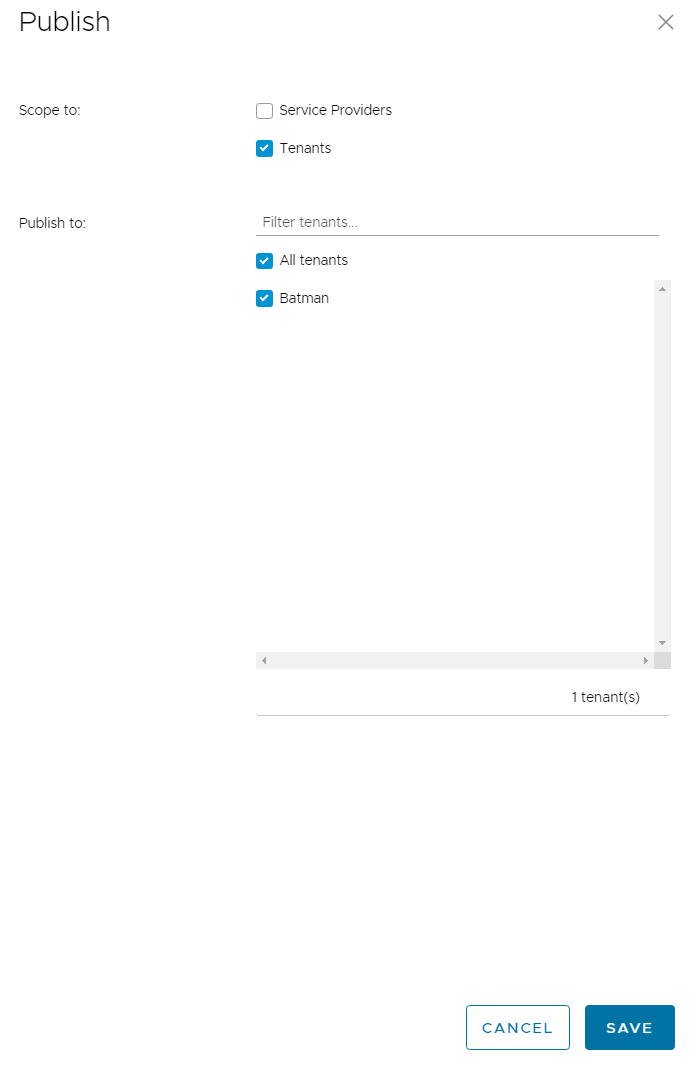 Publish
Scope to:
Service Providers
Tenants
Publish to:
Filter tenants...
All tenants
Batman
1 tenant(s)
CANCEL
SAVE